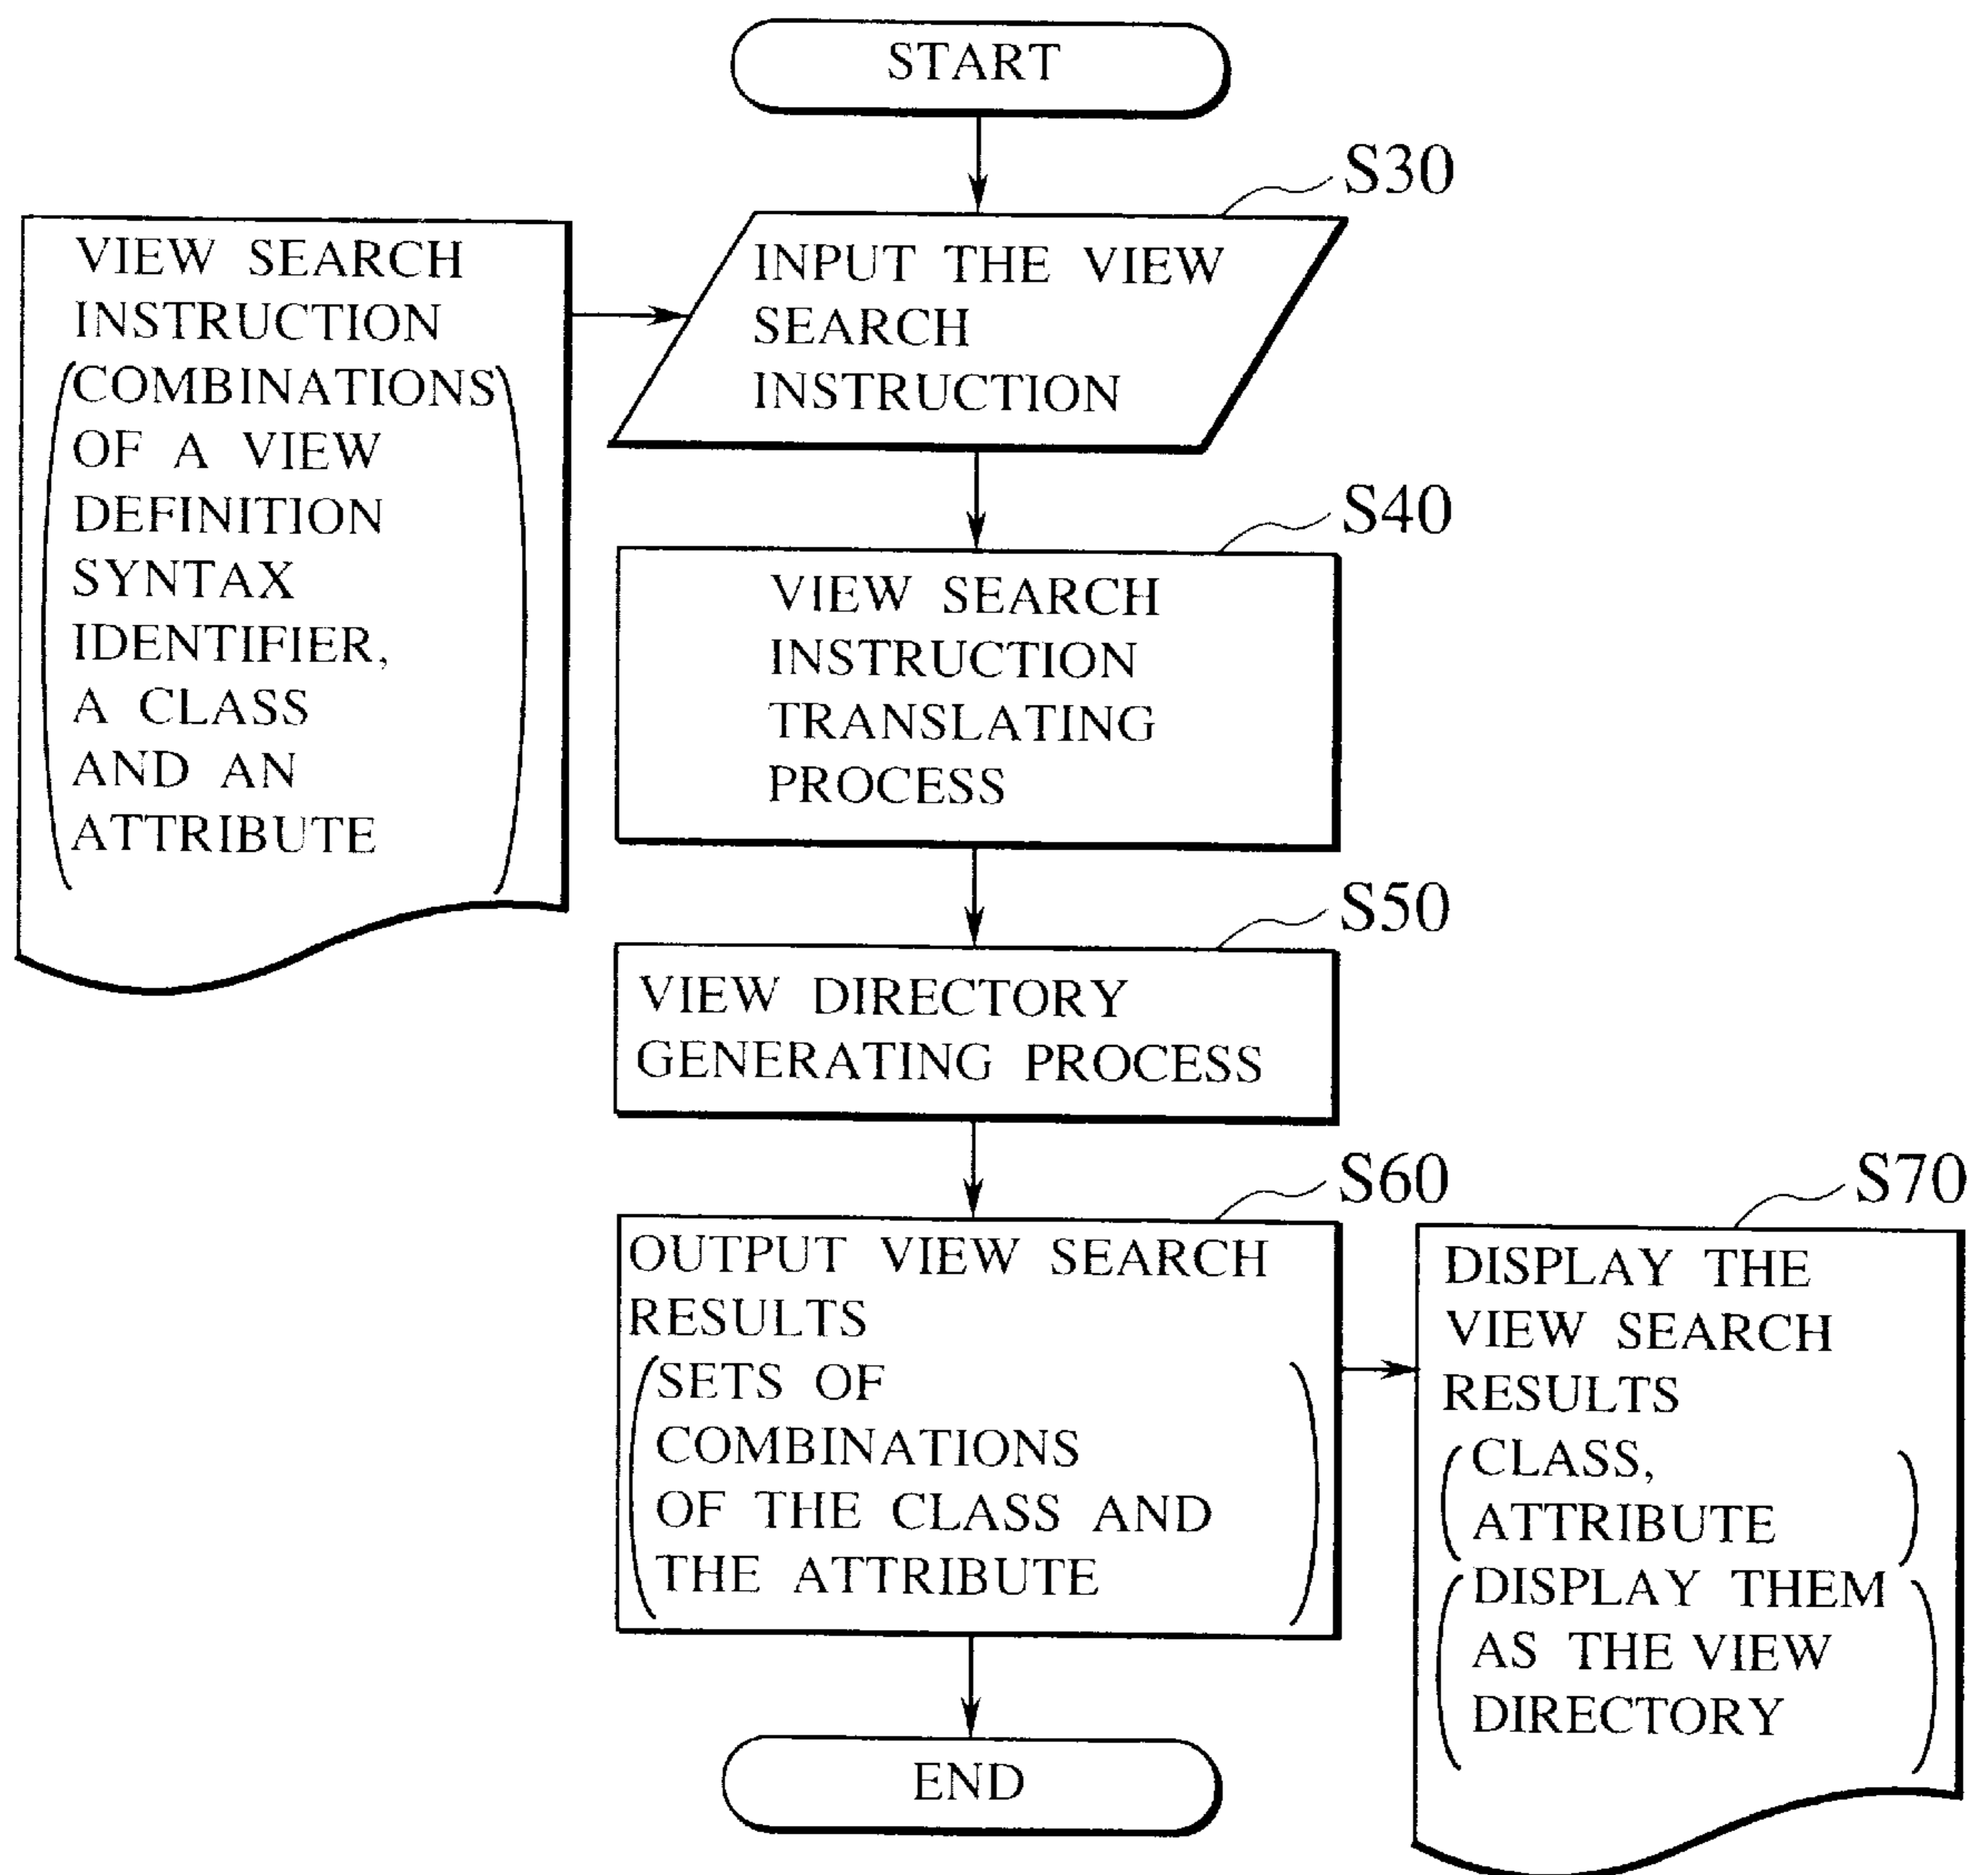 START
S30
VIEW SEARCH
INSTRUCTION
COMBINATIONS
OF A VIEW
DEFINITION
SYNTAX
IDENTIFIER,
A CLASS
AND AN
ATTRIBUTE
INPUT THE VIEW
SEARCH
INSTRUCTION
S40
VIEW SEARCH
INSTRUCTION
TRANSLATING
PROCESS
S50
VIEW DIRECTORY
GENERATING PROCESS
S60
OUTPUT VIEW SEARCH
RESULTS
SETS OF
COMBINATIONS
OF THE CLASS AND
THE ATTRIBUTE
S70
DISPLAY THE
VIEW SEARCH
RESULTS
CLASS,
ATTRIBUTE
DISPLAY THEM
AS THE VIEW
DIRECTORY
END